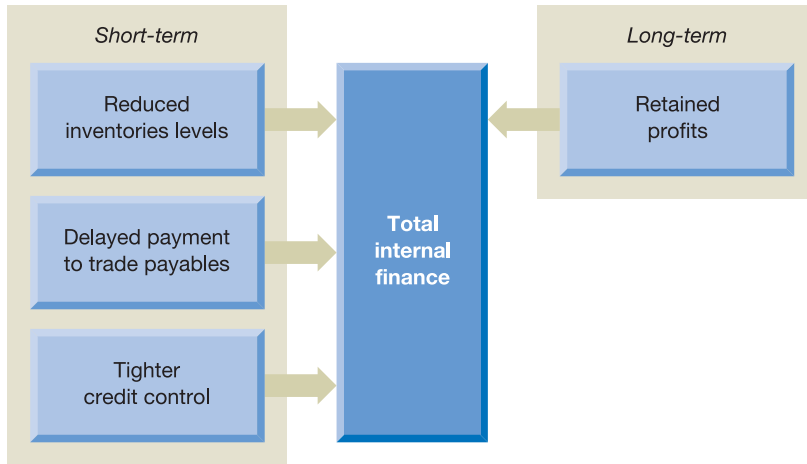 Short-term
Reduced
inventories levels
Delayed payment
to trade payables
Tighter
credit control
Total
internal
finance
Long-term
Retained
profits